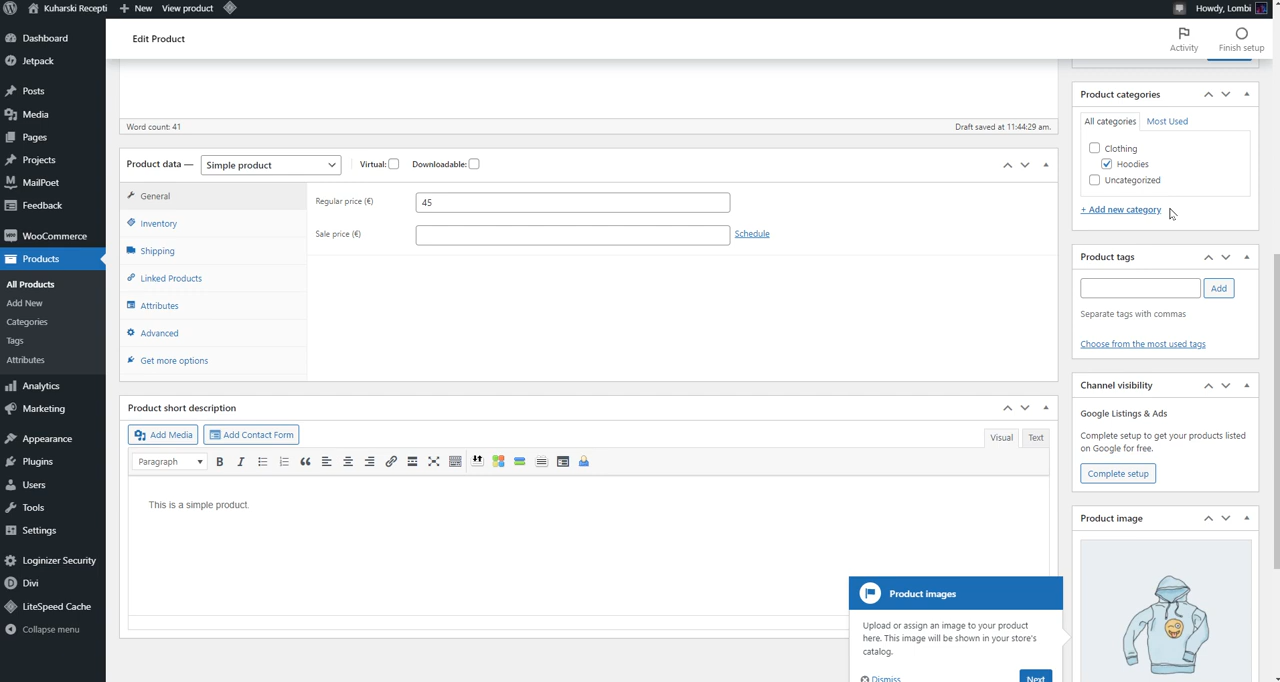 Kuharski Recepti
New
View product
Howdy, Lombi
Dashboard
Jetpack
Posts
Media
Pages
Projects
MailPoet
Feedback
WooCommerce
Products
All Products
Add New
Categories
Tags
Attributes
Analytics
Marketing
Appearance
Plugins
Users
Tools
Settings
Loginizer Security
Divi
LiteSpeed Cache
Collapse menu
Edit Product
Activity
Finish setup
Word count: 41
Draft saved at 11:44:29 am.
Product data —
Simple product
Virtual:
Downloadable:
General
Inventory
Shipping
Linked Products
Attributes
Advanced
Get more options
Regular price (€)
45
Sale price (€)
Schedule
Product short description
Add Media
Add Contact Form
Visual
Text
Paragraph
B
I
This is a simple product.
Product images
Upload or assign an image to your product
here. This image will be shown in your store's
catalog.
Dismiss
Next
Product categories
All categories
Most Used
Clothing
Hoodies
Uncategorized
+ Add new category
Product tags
Add
Separate tags with commas
Choose from the most used tags
Channel visibility
Google Listings & Ads
Complete setup to get your products listed
on Google for free.
Complete setup
Product image